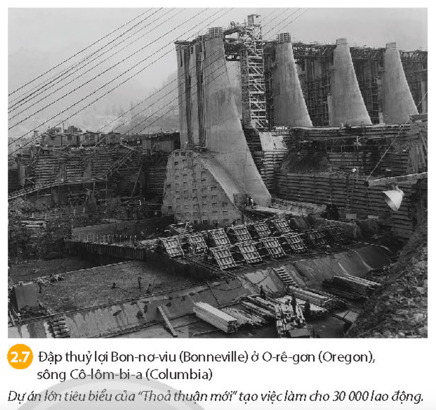 2.7 Đập thuỷ lợi Bon-nơ-viu (Bonneville) ở O-rê-gơn (Oregon),
sông Cô-lôm-bi-a (Columbia)
Dự án lớn tiêu biểu của “Thoả thuận mới” tạo việc làm cho 30 000 lao động.